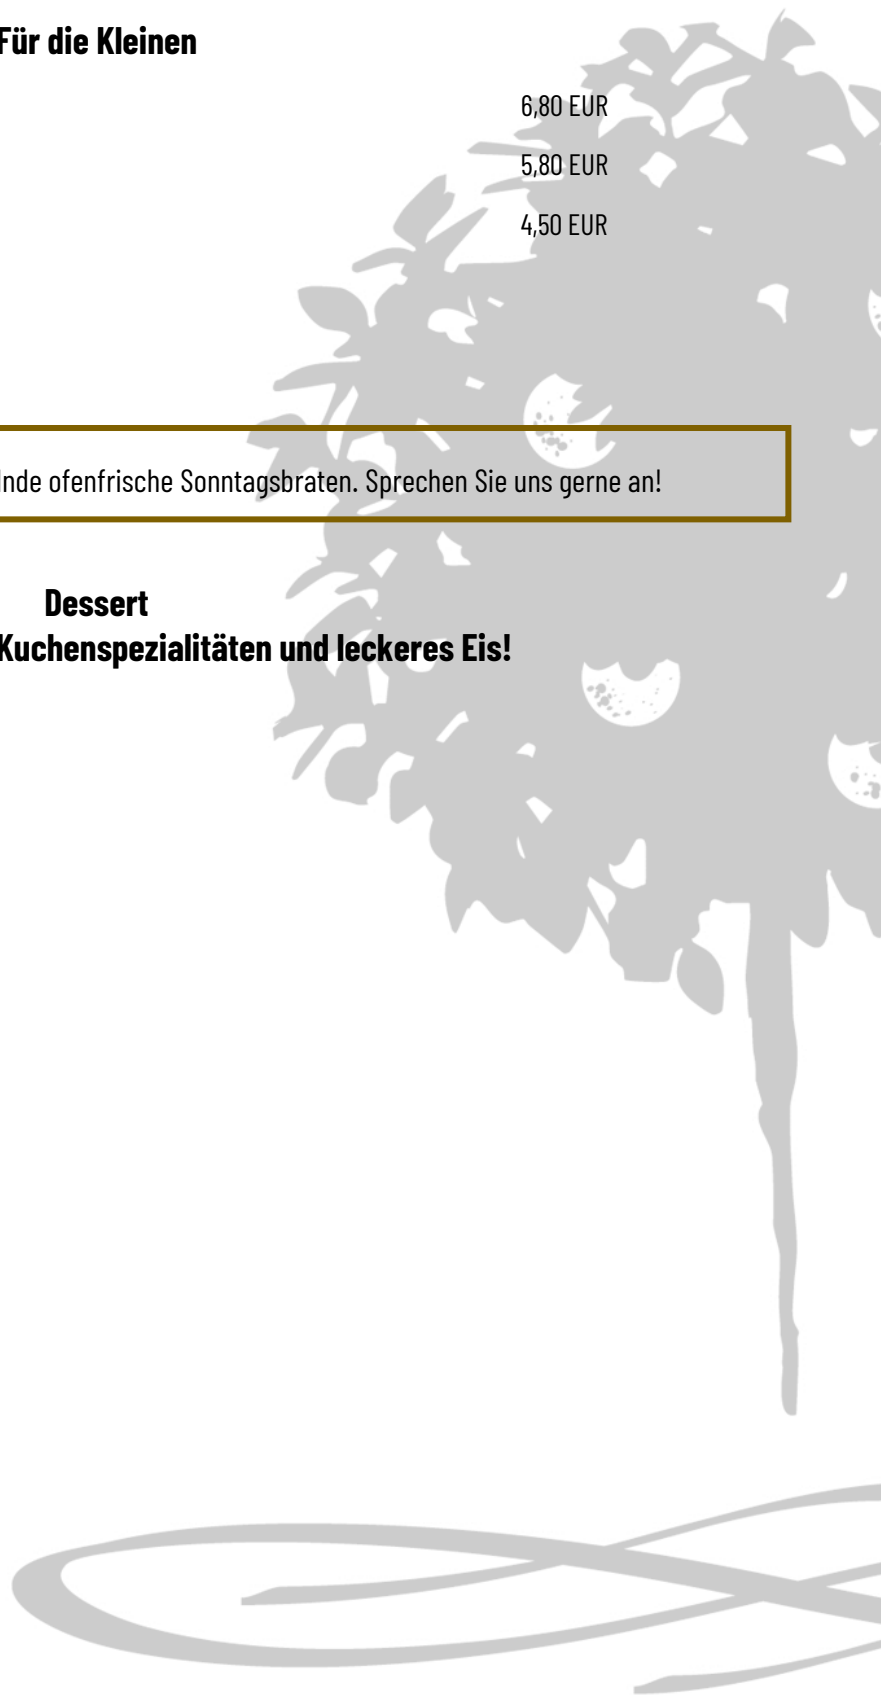 Für die Kleinen
6,80 EUR
5,80 EUR
4,50 EUR
ofenfrische Sonntagsbraten. Sprechen Sie uns gerne an!
Dessert
Kuchenspezialitäten und leckeres Eis!